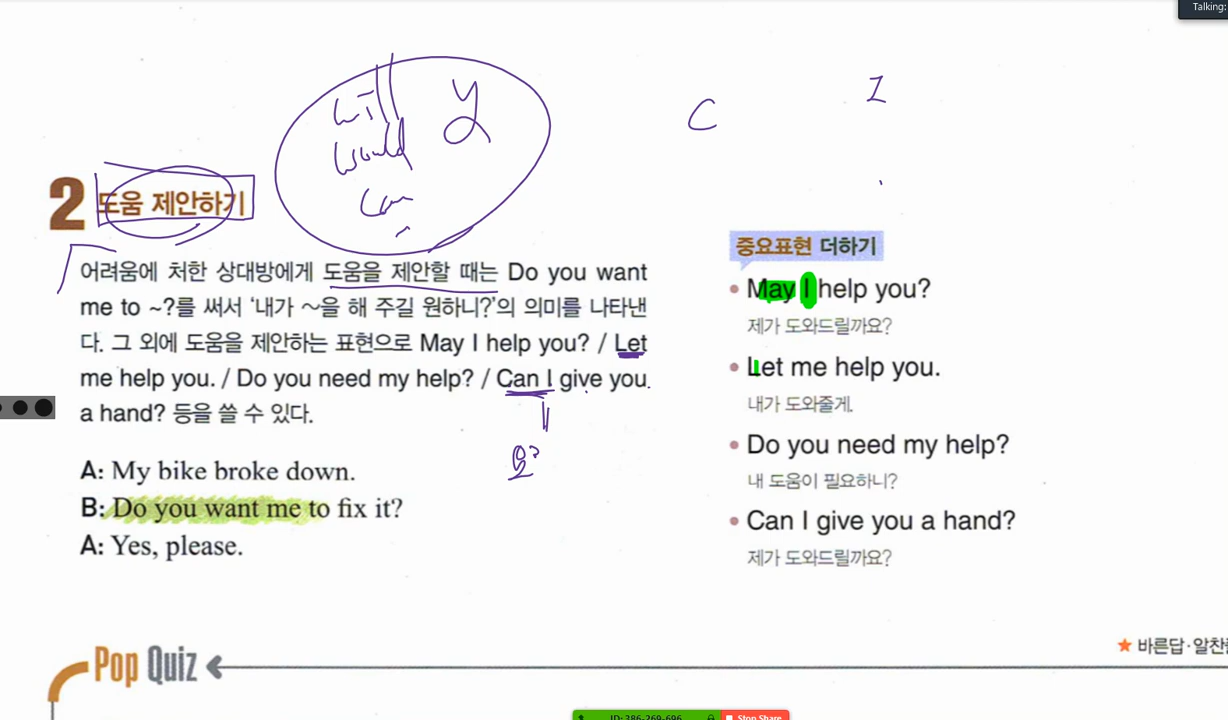 Talking:
will
would
can
y
C
I
2 도움 제안하기
어려움에 처한 상대방에게 도움을 제안할 때는 Do you want
me to ~?를 써서 ‘내가 ~을 해 주길 원하니?’의 의미를 나타낸
다. 그 외에 도움을 제안하는 표현으로 May I help you? / Let
me help you. / Do you need my help? / Can I give you
a hand? 등을 쓸 수 있다.
A: My bike broke down.
B: Do you want me to fix it?
A: Yes, please.
중요표현 더하기
• May I help you?
제가 도와드릴까요?
• Let me help you.
내가 도와줄게.
• Do you need my help?
내 도움이 필요하니?
• Can I give you a hand?
제가 도와드릴까요?
★ 바른답·알찬
Pop Quiz
ID: 386-269-696
Stop Share